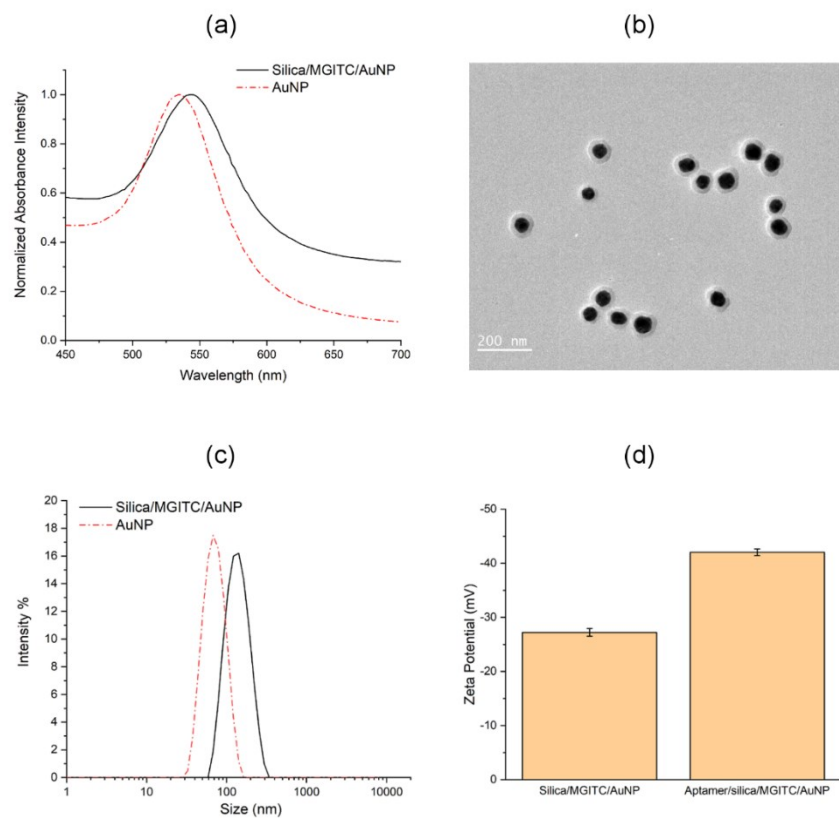 (a)
Silica/MGITC/AuNP
AuNP
1.0
0.8
0.6
0.4
0.2
0.0
Normalized Absorbance Intensity
450
500
550
600
650
700
Wavelength (nm)
(b)
200 nm
(c)
Silica/MGITC/AuNP
AuNP
20
18
16
14
12
10
8
6
4
2
0
Intensity %
1
10
100
1000
10000
Size (nm)
(d)
-50
-40
-30
-20
-10
0
Zeta Potential (mV)
Silica/MGITC/AuNP
Aptamer/silica/MGITC/AuNP